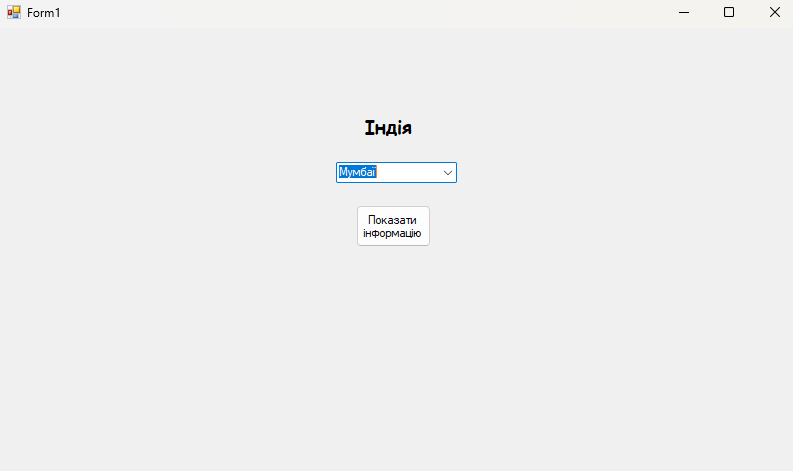 Form1
Індія
Мумбаї
Показати
інформацію